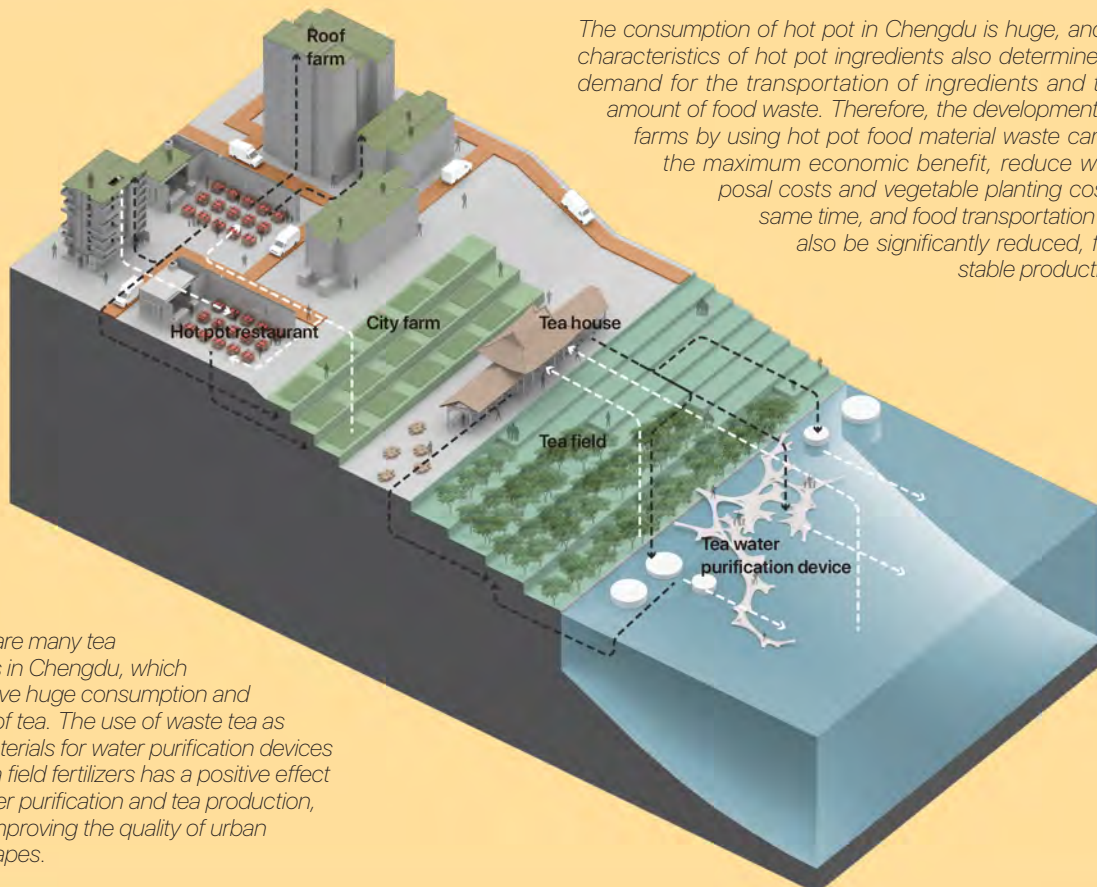 The consumption of hot pot in Chengdu is huge, and
characteristics of hot pot ingredients also determine
demand for the transportation of ingredients and t
amount of food waste. Therefore, the development
farms by using hot pot food material waste can
the maximum economic benefit, reduce w
posal costs and vegetable planting cos
same time, and food transportation
also be significantly reduced, f
stable producti
Roof
farm
Hot pot restaurant
City farm
Tea house
Tea field
Tea water
purification device
are many tea
s in Chengdu, which
ve huge consumption and
of tea. The use of waste tea as
terials for water purification devices
a field fertilizers has a positive effect
er purification and tea production,
mproving the quality of urban
apes.